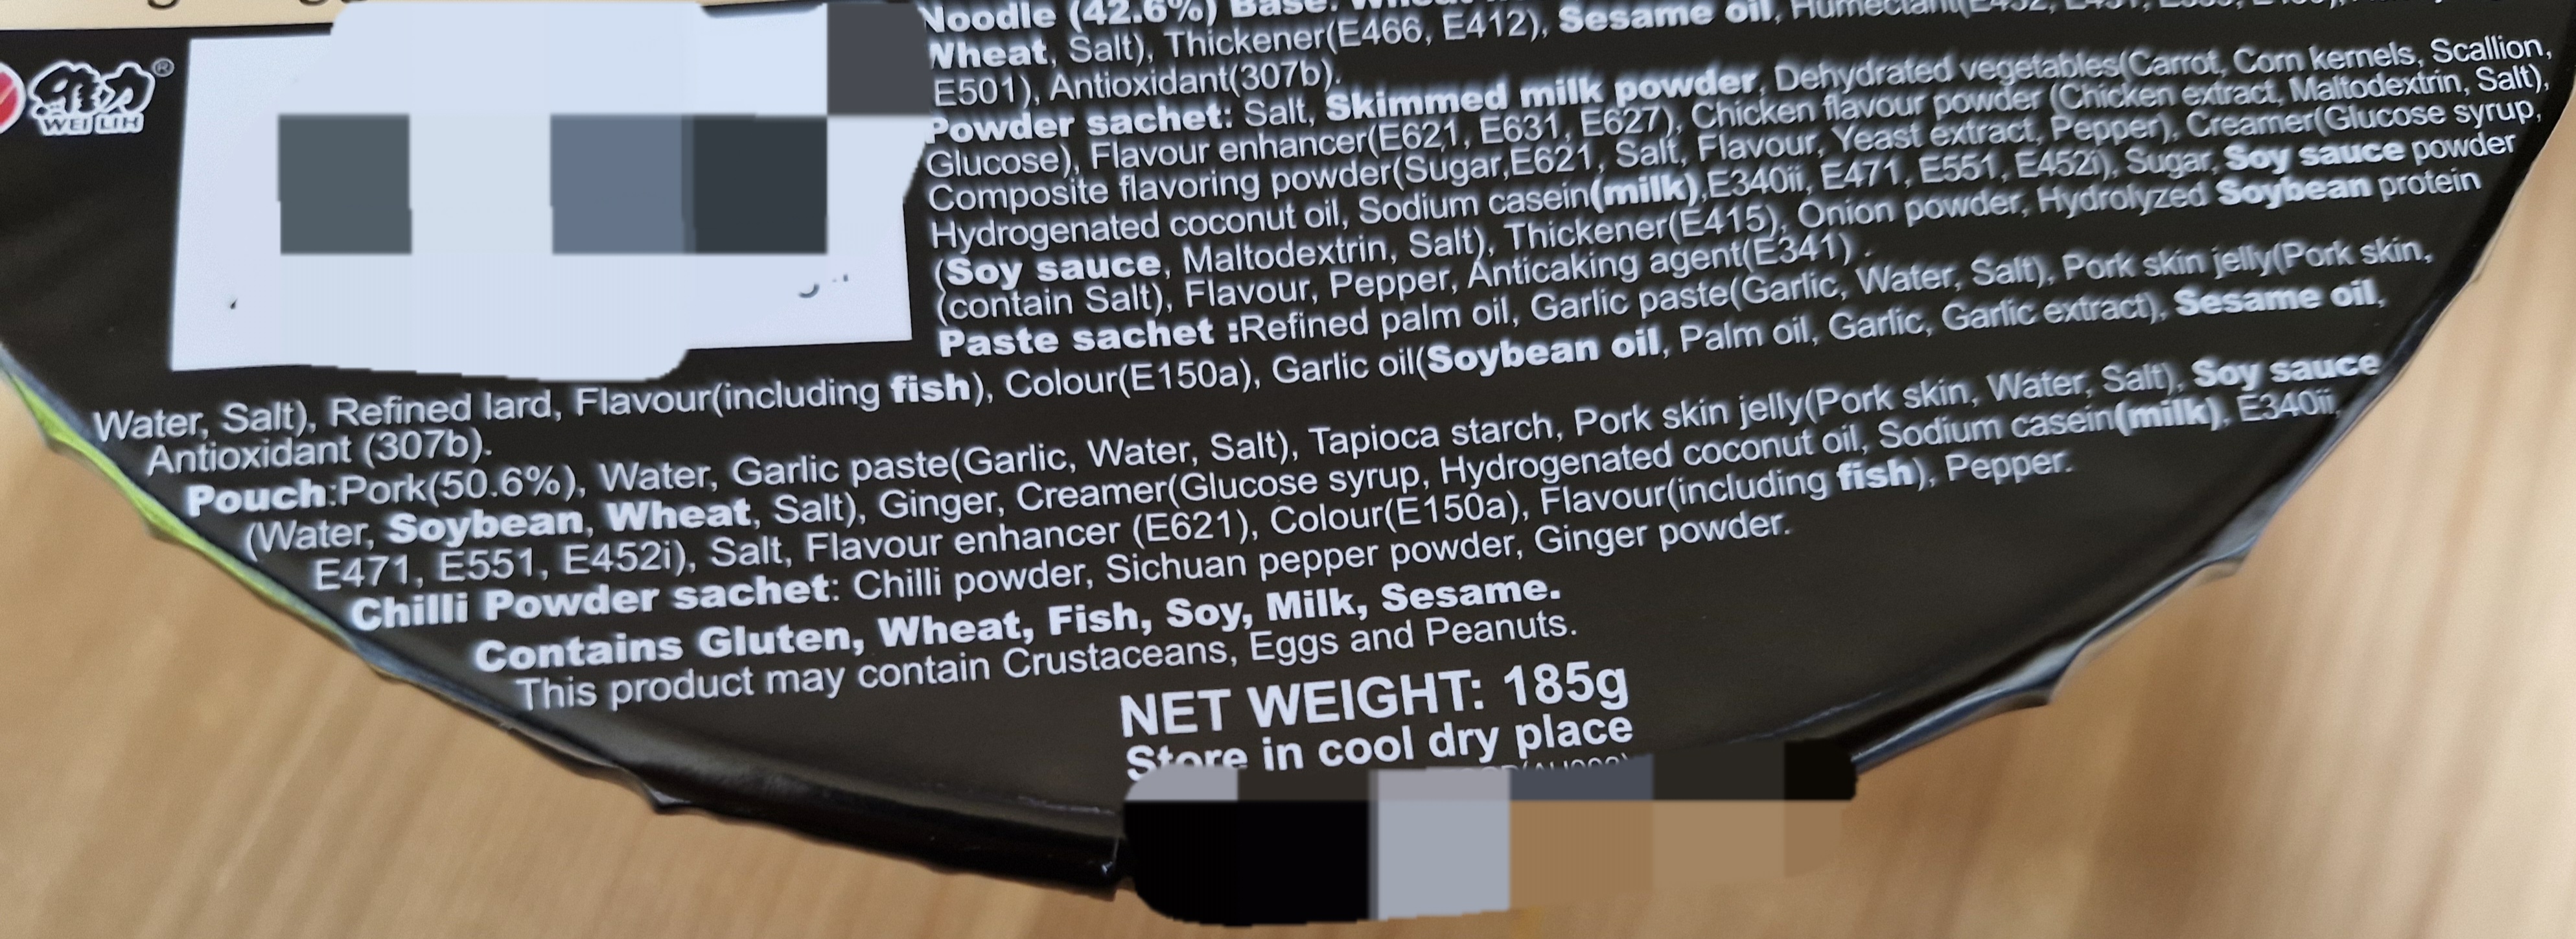 WEI LIH
Noodle (42.6%) Base:
Wheat, Salt), Thickener(E466, E412), Sesame oil,
E501), Antioxidant(307b).
Powder sachet: Salt, Skimmed milk powder, Dehydrated vegetables(Carrot, Corn kernels, Scallion,
Glucose), Flavour enhancer(E621, E631, E627), Chicken flavour powder (Chicken extract, Maltodextrin, Salt),
Composite flavoring powder(Sugar,E621, Salt, Flavour, Yeast extract, Pepper), Creamer(Glucose syrup,
Hydrogenated coconut oil, Sodium casein(milk),E340ii, E471, E551, E452i), Sugar, Soy sauce powder
(Soy sauce, Maltodextrin, Salt), Thickener(E415), Onion powder, Hydrolyzed Soybean protein
(contain Salt), Flavour, Pepper, Anticaking agent(E341) .
Paste sachet :Refined palm oil, Garlic paste(Garlic, Water, Salt), Pork skin jelly(Pork skin,
Water, Salt), Refined lard, Flavour(including fish), Colour(E150a), Garlic oil(Soybean oil, Palm oil, Garlic, Garlic extract), Sesame oil,
Antioxidant (307b).
Pouch:Pork(50.6%), Water, Garlic paste(Garlic, Water, Salt), Tapioca starch, Pork skin jelly(Pork skin, Water, Salt), Soy sauce
(Water, Soybean, Wheat, Salt), Ginger, Creamer(Glucose syrup, Hydrogenated coconut oil, Sodium casein(milk), E340ii,
E471, E551, E452i), Salt, Flavour enhancer (E621), Colour(E150a), Flavour(including fish), Pepper.
Chilli Powder sachet: Chilli powder, Sichuan pepper powder, Ginger powder.
Contains Gluten, Wheat, Fish, Soy, Milk, Sesame.
This product may contain Crustaceans, Eggs and Peanuts.
NET WEIGHT: 185g
Store in cool dry place